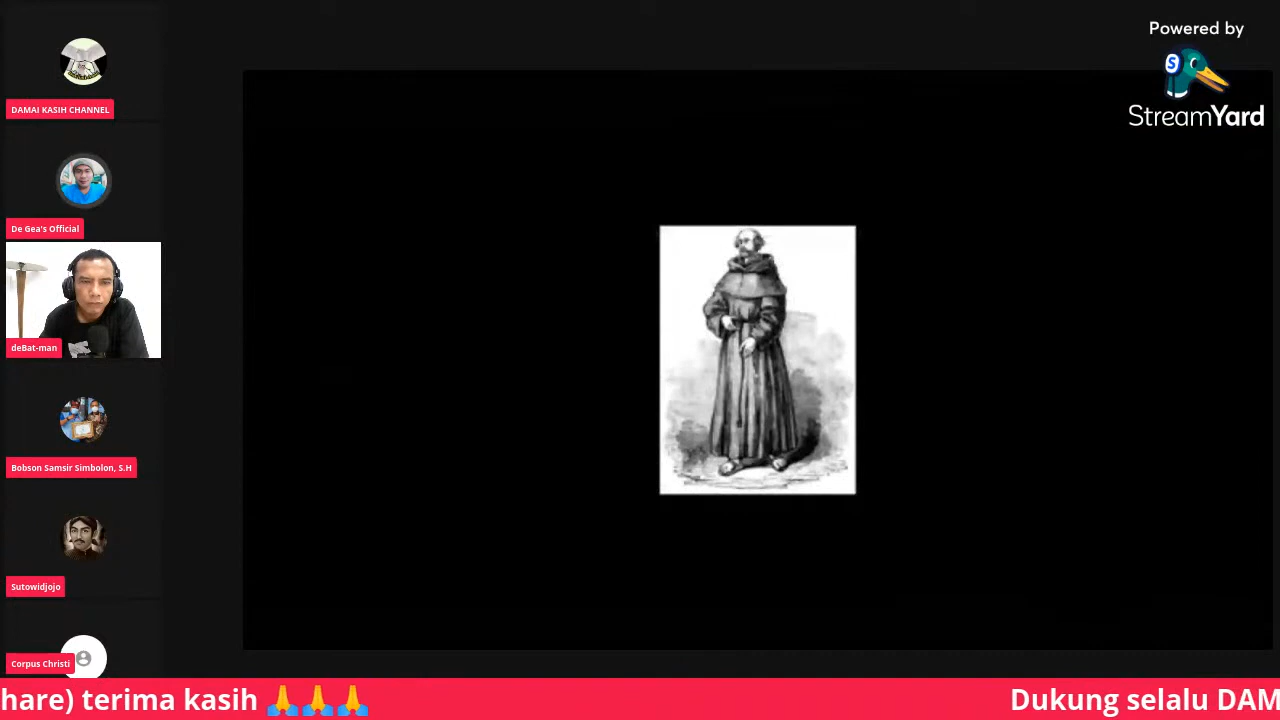 Powered by
StreamYard
DAMAI KASIH CHANNEL
De Gea's Official
deBat-man
Bobson Samsir Simbolon, S.H
Sutowidjojo
Corpus Christi
hare) terima kasih 🙏🙏🙏 Dukung selalu DAM